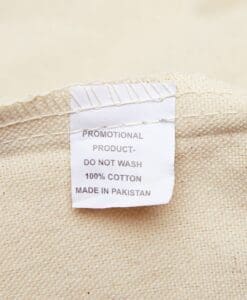 PROMOTIONAL
PRODUCT-
DO NOT WASH
100% COTTON
MADE IN PAKISTAN